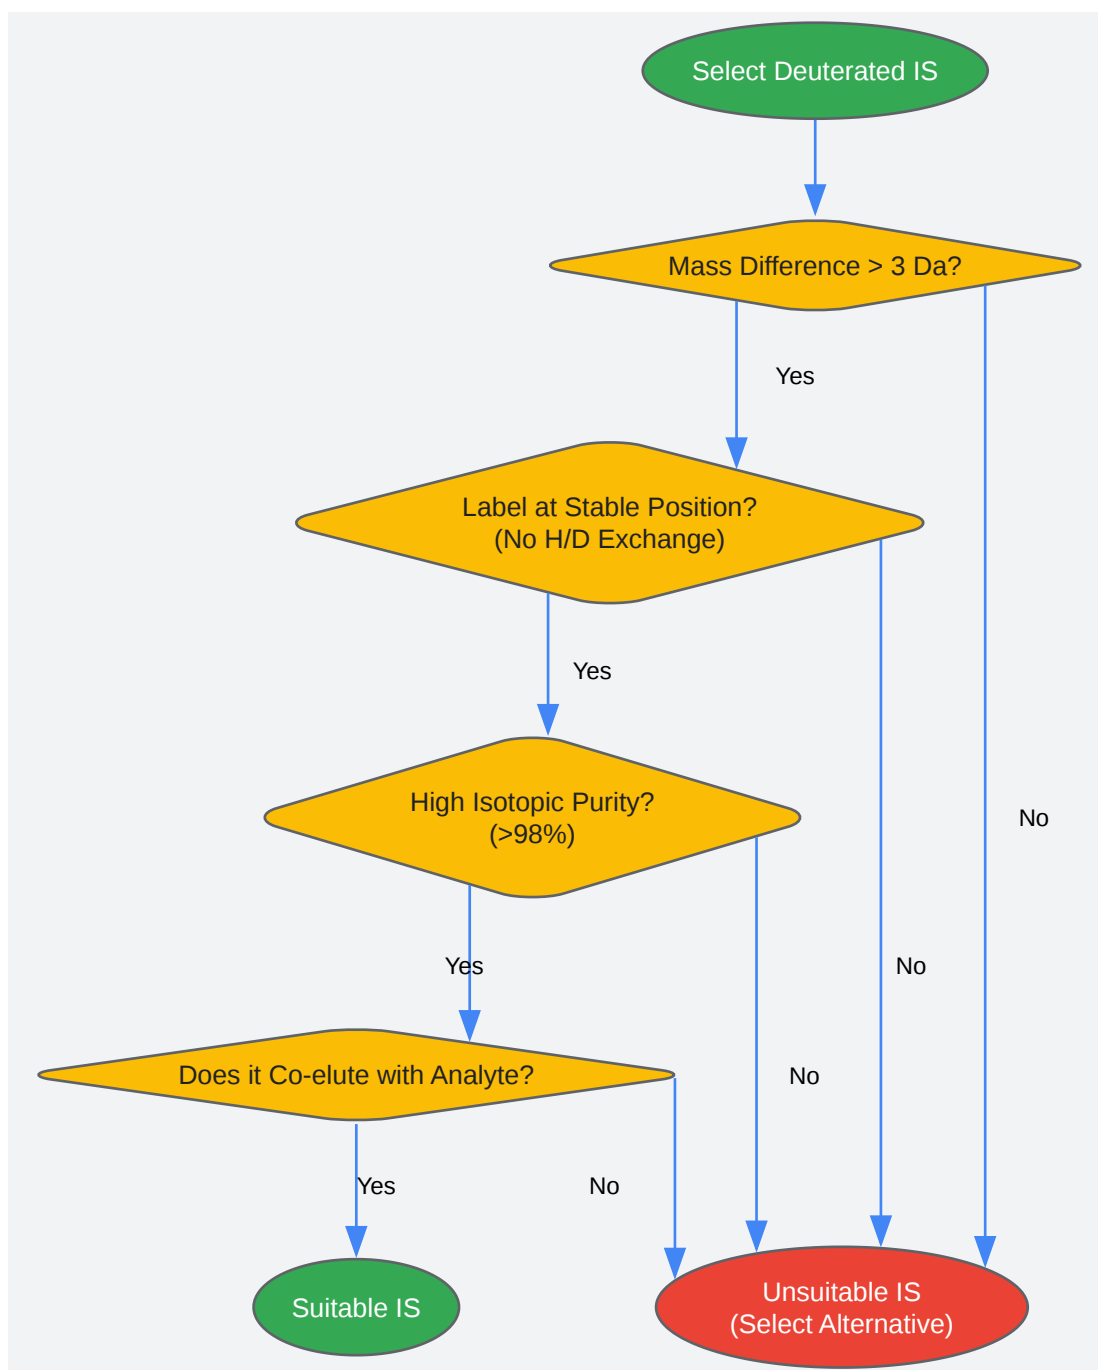 Select Deuterated IS
Mass Difference > 3 Da?
Yes
Label at Stable Position?
(No H/D Exchange)
Yes
High Isotopic Purity?
(>98%)
No
Yes
No
Does it Co-elute with Analyte?
No
Yes
No
Suitable IS
Unsuitable IS
(Select Alternative)